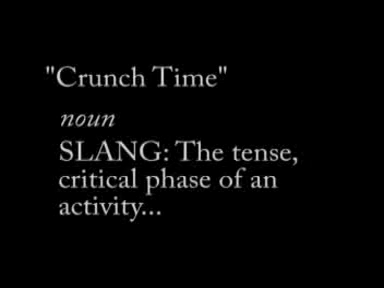 "Crunch Time"
noun
SLANG: The tense,
critical phase of an
activity...